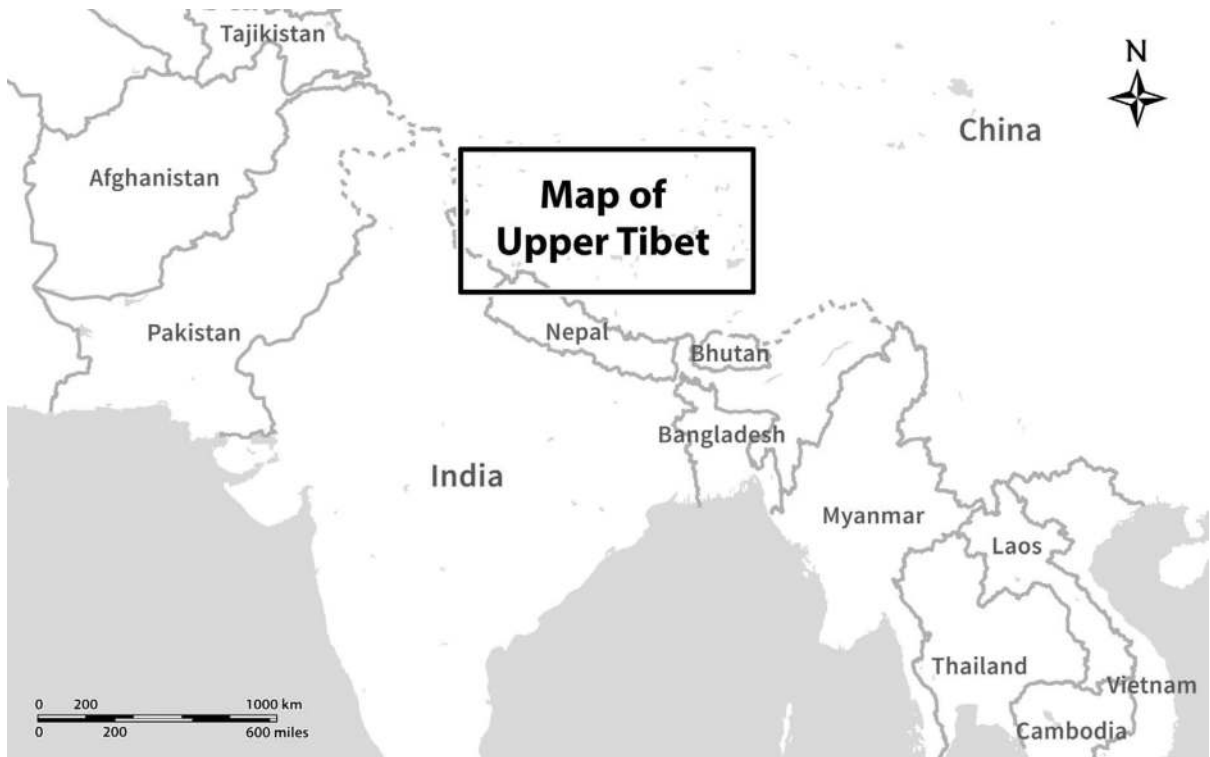 Tajikistan
N
China
Afghanistan
Map of
Upper Tibet
Pakistan
Nepal
Bhutan
Bangladesh
India
Myanmar
Laos
Thailand
Vietnam
Cambodia
0 200 1000 km
0 200 600 miles